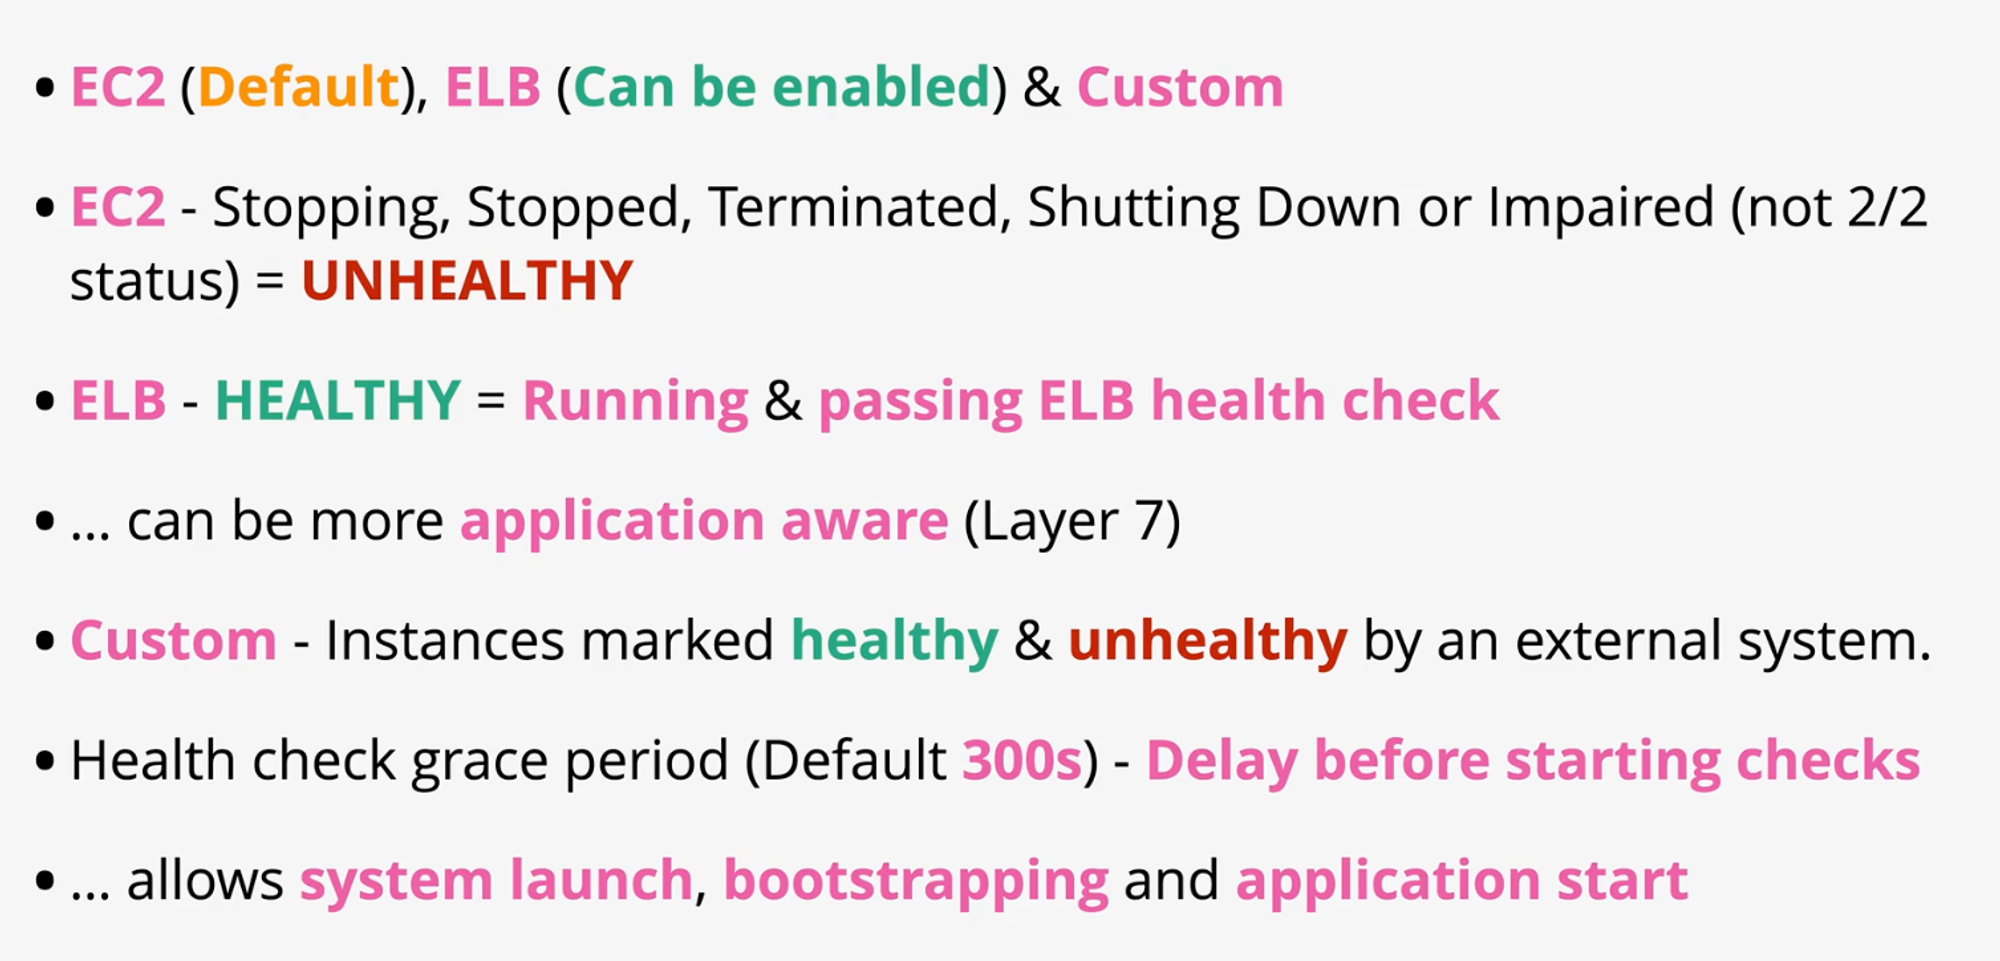 • EC2 (Default), ELB (Can be enabled) & Custom
• EC2 - Stopping, Stopped, Terminated, Shutting Down or Impaired (not 2/2
status) = UNHEALTHY
• ELB - HEALTHY = Running & passing ELB health check
• ... can be more application aware (Layer 7)
• Custom - Instances marked healthy & unhealthy by an external system.
• Health check grace period (Default 300s) - Delay before starting checks
• ... allows system launch, bootstrapping and application start